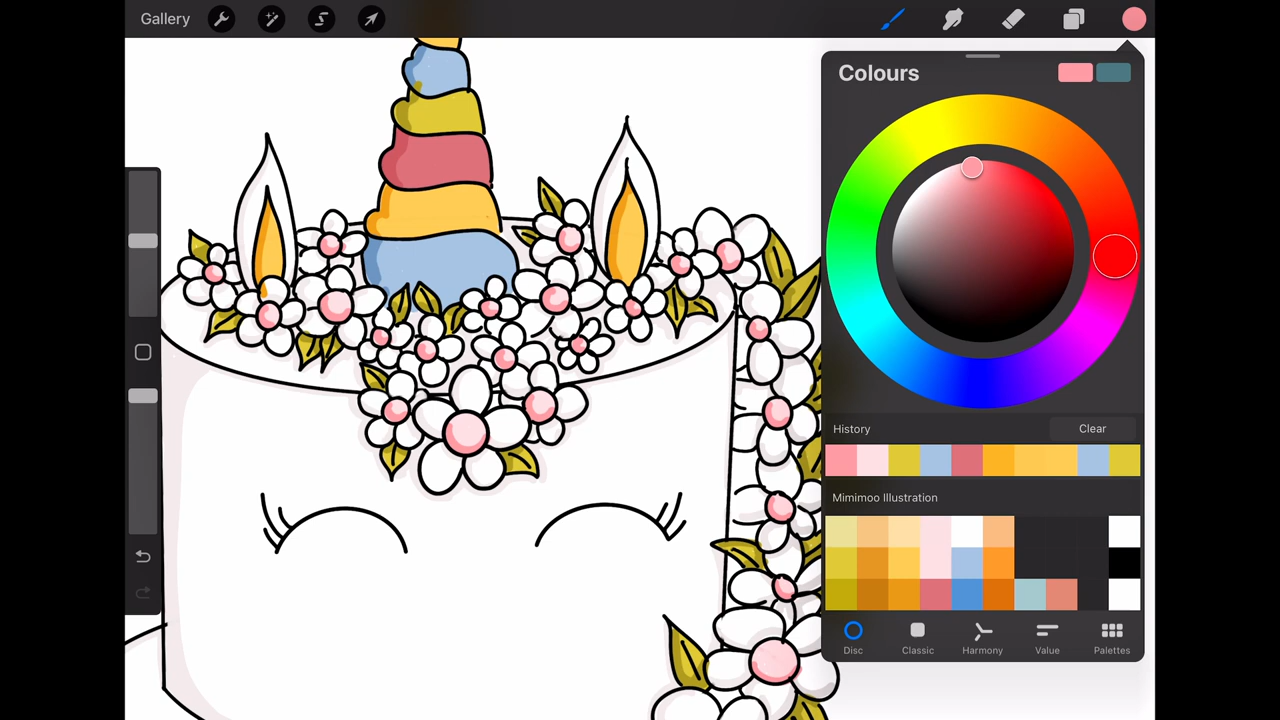 Gallery
Colours
History
Clear
Mimimoo Illustration
Disc
Classic
Harmony
Value
Palettes